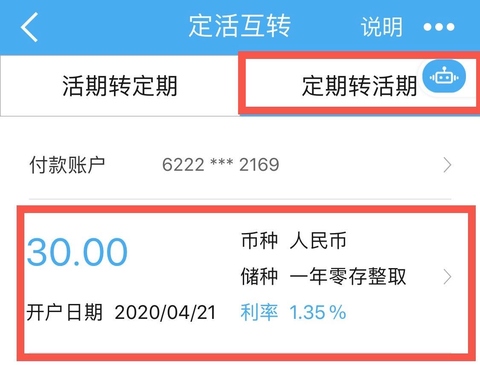 定活互转 说明
活期转定期 定期转活期
付款账户 6222 *** 2169
30.00
币种 人民币
储种 一年零存整取
开户日期 2020/04/21 利率 1.35%